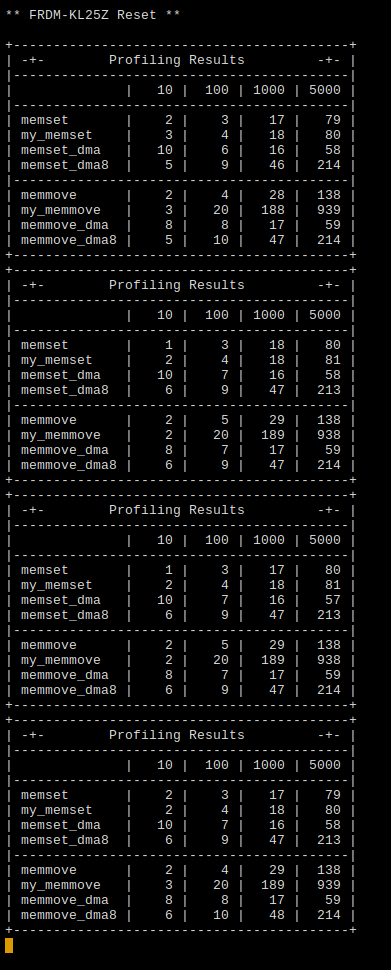 ** FRDM-KL25Z Reset **
+------------------------------------------+
| -+-        Profiling Results         -+- |
|------------------------------------------|
|              |   10 |  100 | 1000 | 5000 |
|------------------------------------------|
| memset       |    2 |    3 |   17 |   79 |
| my_memset    |    3 |    4 |   18 |   80 |
| memset_dma   |   10 |    6 |   16 |   58 |
| memset_dma8  |    5 |    9 |   46 |  214 |
|------------------------------------------|
| memmove      |    2 |    4 |   28 |  138 |
| my_memmove   |    3 |   20 |  188 |  939 |
| memmove_dma  |    8 |    8 |   17 |   59 |
| memmove_dma8 |    5 |   10 |   47 |  214 |
+------------------------------------------+
+------------------------------------------+
| -+-        Profiling Results         -+- |
|------------------------------------------|
|              |   10 |  100 | 1000 | 5000 |
|------------------------------------------|
| memset       |    1 |    3 |   18 |   80 |
| my_memset    |    2 |    4 |   18 |   81 |
| memset_dma   |   10 |    7 |   16 |   58 |
| memset_dma8  |    6 |    9 |   47 |  213 |
|------------------------------------------|
| memmove      |    2 |    5 |   29 |  138 |
| my_memmove   |    2 |   20 |  189 |  938 |
| memmove_dma  |    8 |    7 |   17 |   59 |
| memmove_dma8 |    6 |    9 |   47 |  214 |
+------------------------------------------+
+------------------------------------------+
| -+-        Profiling Results         -+- |
|------------------------------------------|
|              |   10 |  100 | 1000 | 5000 |
|------------------------------------------|
| memset       |    1 |    3 |   17 |   80 |
| my_memset    |    2 |    4 |   18 |   81 |
| memset_dma   |   10 |    7 |   16 |   57 |
| memset_dma8  |    6 |    9 |   47 |  213 |
|------------------------------------------|
| memmove      |    2 |    5 |   29 |  138 |
| my_memmove   |    2 |   20 |  189 |  938 |
| memmove_dma  |    8 |    7 |   17 |   59 |
| memmove_dma8 |    6 |    9 |   47 |  214 |
+------------------------------------------+
+------------------------------------------+
| -+-        Profiling Results         -+- |
|------------------------------------------|
|              |   10 |  100 | 1000 | 5000 |
|------------------------------------------|
| memset       |    2 |    3 |   17 |   79 |
| my_memset    |    2 |    4 |   18 |   80 |
| memset_dma   |   10 |    7 |   16 |   58 |
| memset_dma8  |    6 |    9 |   47 |  213 |
|------------------------------------------|
| memmove      |    2 |    4 |   29 |  138 |
| my_memmove   |    3 |   20 |  189 |  939 |
| memmove_dma  |    8 |    8 |   17 |   59 |
| memmove_dma8 |    6 |   10 |   48 |  214 |
+------------------------------------------+